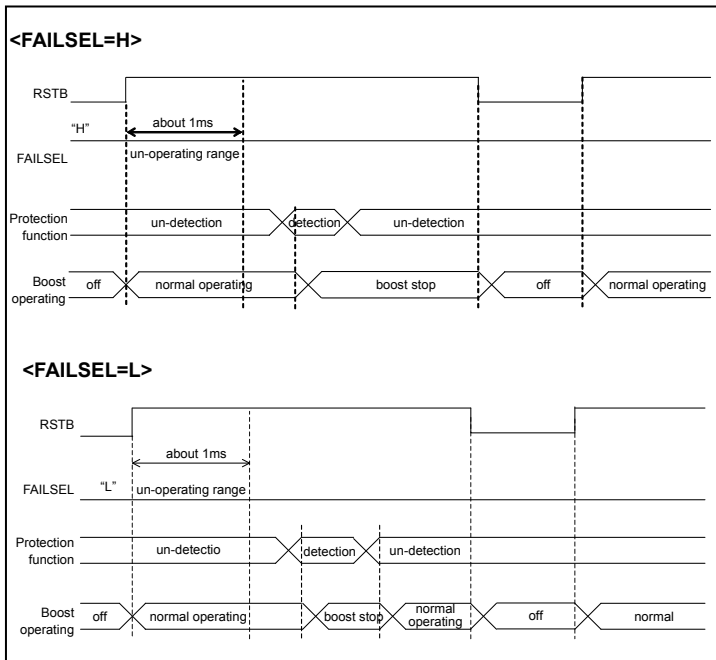 <FAILSEL=H>
RSTB
"H"
about 1ms
FAILSEL
un-operating range
Protection
function
un-detection
detection
un-detection
Boost
operating
off
normal operating
boost stop
off
normal operating
<FAILSEL=L>
RSTB
about 1ms
FAILSEL
"L"
un-operating range
Protection
function
un-detectio
detection
un-detection
Boost
operating
off
normal operating
boost stop
normal
operating
off
normal